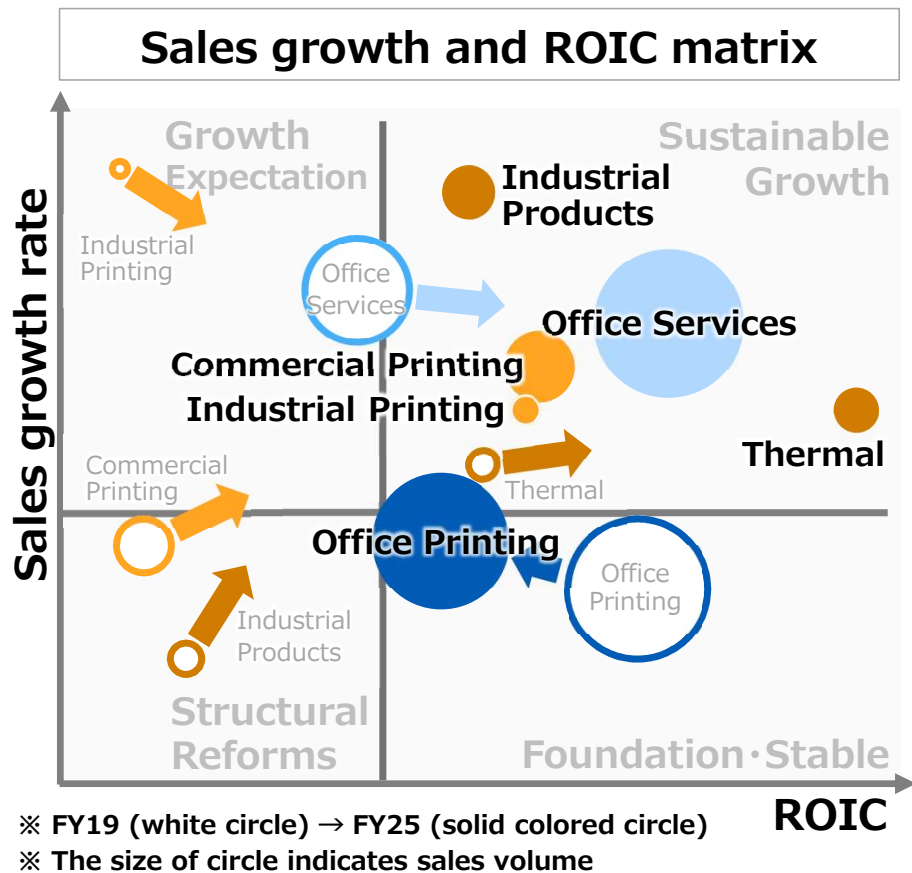 Sales growth and ROIC matrix
Sales growth rate
Growth
Expectation
Sustainable
Growth
Industrial
Products
Industrial
Printing
Office
Services
Office Services
Commercial Printing
Industrial Printing
Thermal
Commercial
Printing
Thermal
Office Printing
Office
Printing
Industrial
Products
Structural
Reforms
Foundation・Stable
ROIC
※ FY19 (white circle) → FY25 (solid colored circle)
※ The size of circle indicates sales volume